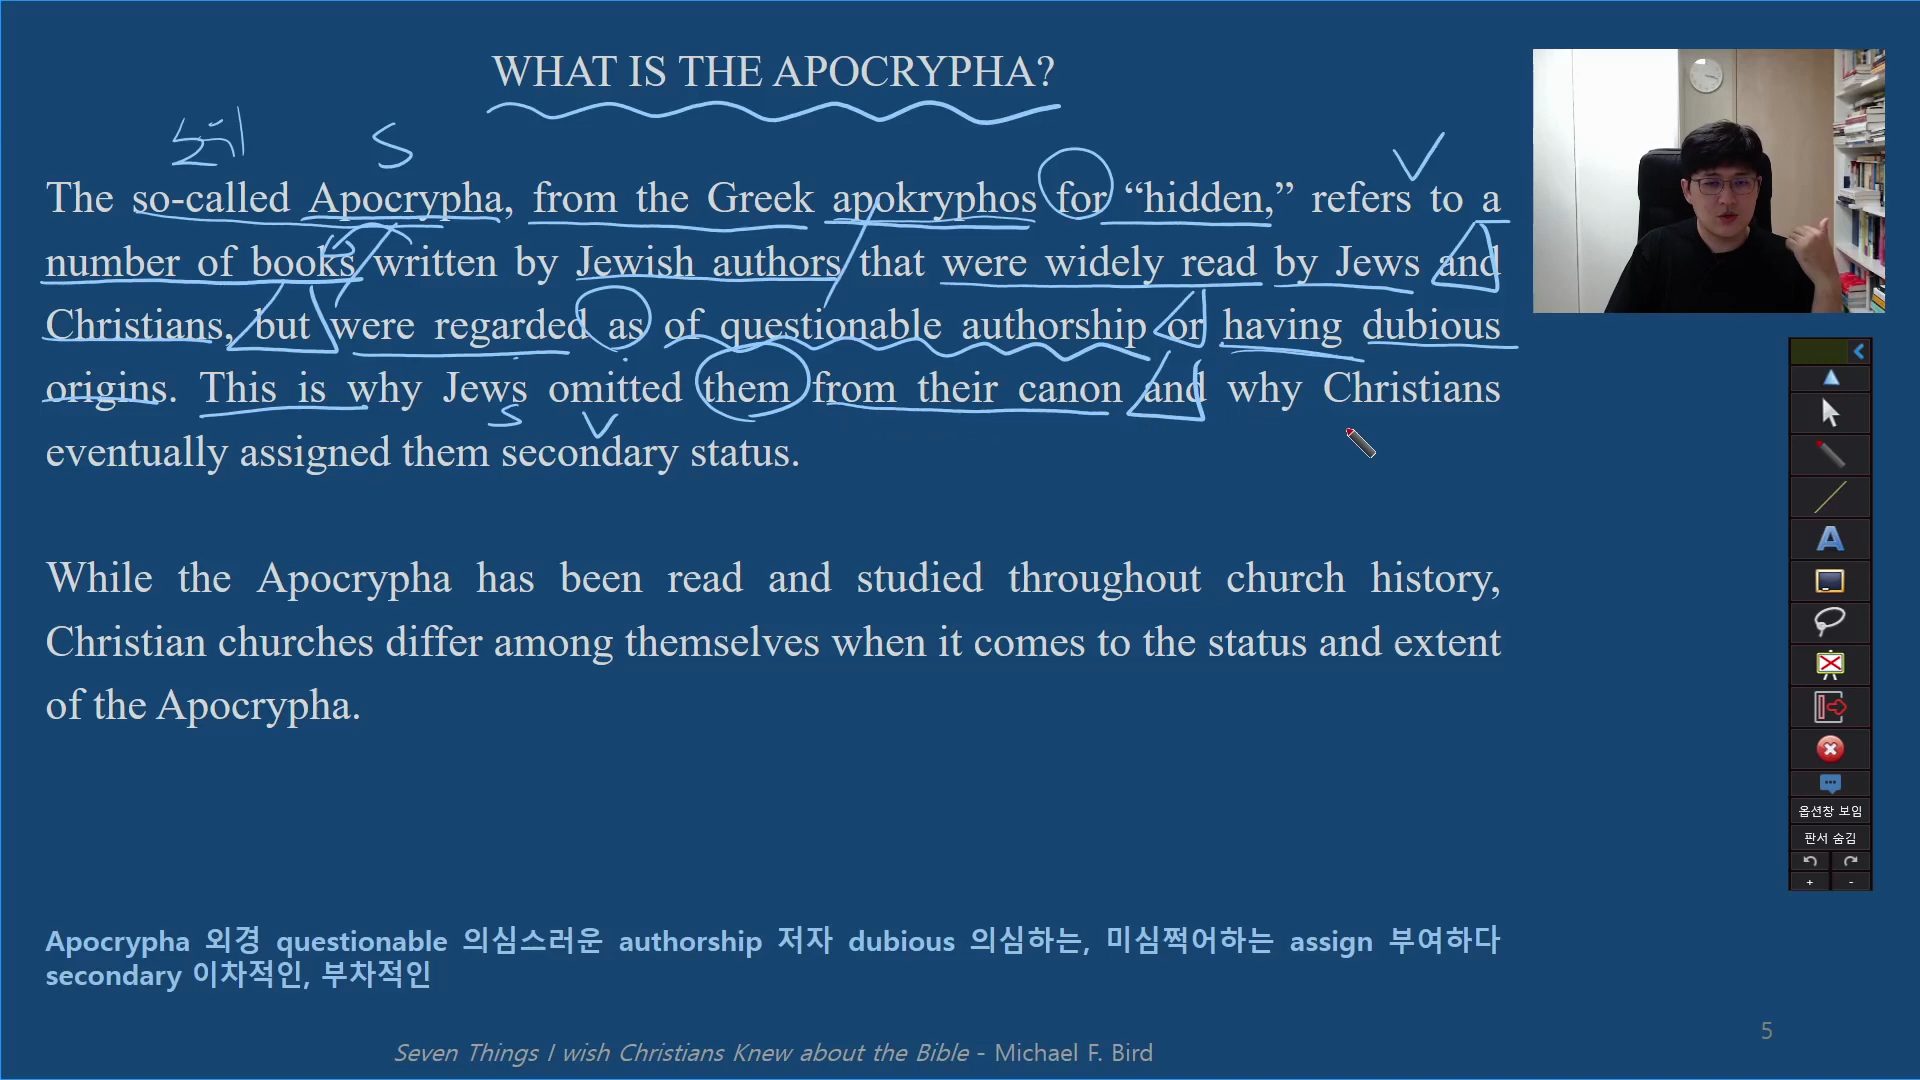 WHAT IS THE APOCRYPHA?
S
V
The so-called Apocrypha, from the Greek apokryphos for “hidden,” refers to a
number of books written by Jewish authors that were widely read by Jews and
Christians, but were regarded as of questionable authorship or having dubious
origins. This is why Jews omitted them from their canon and why Christians
S
V
eventually assigned them secondary status.
While the Apocrypha has been read and studied throughout church history,
Christian churches differ among themselves when it comes to the status and extent
of the Apocrypha.
Apocrypha 외경 questionable 의심스러운 authorship 저자 dubious 의심하는, 미심쩍어하는 assign 부여하다
secondary 이차적인, 부차적인
Seven Things I wish Christians Knew about the Bible - Michael F. Bird
5
A
옵션창 보임
판서 숨김
+ -